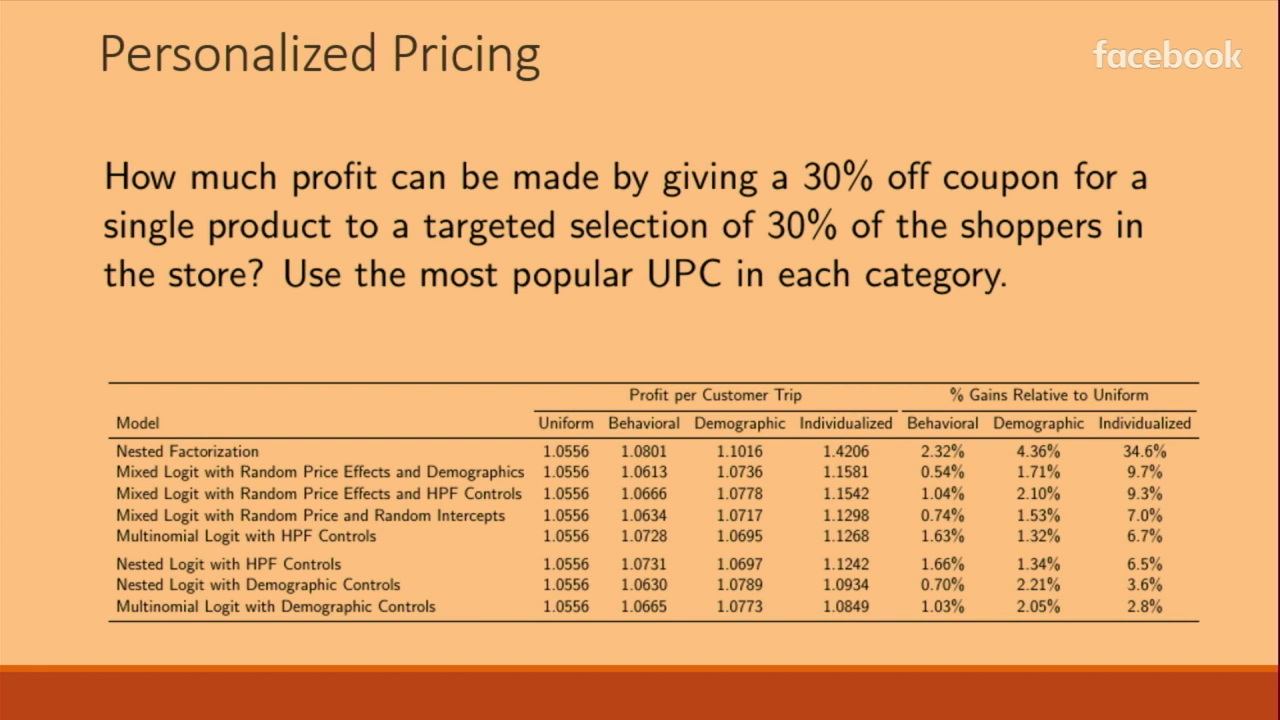 Personalized Pricing
facebook
How much profit can be made by giving a 30% off coupon for a
single product to a targeted selection of 30% of the shoppers in
the store? Use the most popular UPC in each category.
Profit per Customer Trip % Gains Relative to Uniform
Model Uniform Behavioral Demographic Individualized Behavioral Demographic Individualized
Nested Factorization 1.0556 1.0801 1.1016 1.4206 2.32% 4.36% 34.6%
Mixed Logit with Random Price Effects and Demographics 1.0556 1.0613 1.0736 1.1581 0.54% 1.71% 9.7%
Mixed Logit with Random Price Effects and HPF Controls 1.0556 1.0666 1.0778 1.1542 1.04% 2.10% 9.3%
Mixed Logit with Random Price and Random Intercepts 1.0556 1.0634 1.0717 1.1298 0.74% 1.53% 7.0%
Multinomial Logit with HPF Controls 1.0556 1.0728 1.0695 1.1268 1.63% 1.32% 6.7%
Nested Logit with HPF Controls 1.0556 1.0731 1.0697 1.1242 1.66% 1.34% 6.5%
Nested Logit with Demographic Controls 1.0556 1.0630 1.0789 1.0934 0.70% 2.21% 3.6%
Multinomial Logit with Demographic Controls 1.0556 1.0665 1.0773 1.0849 1.03% 2.05% 2.8%